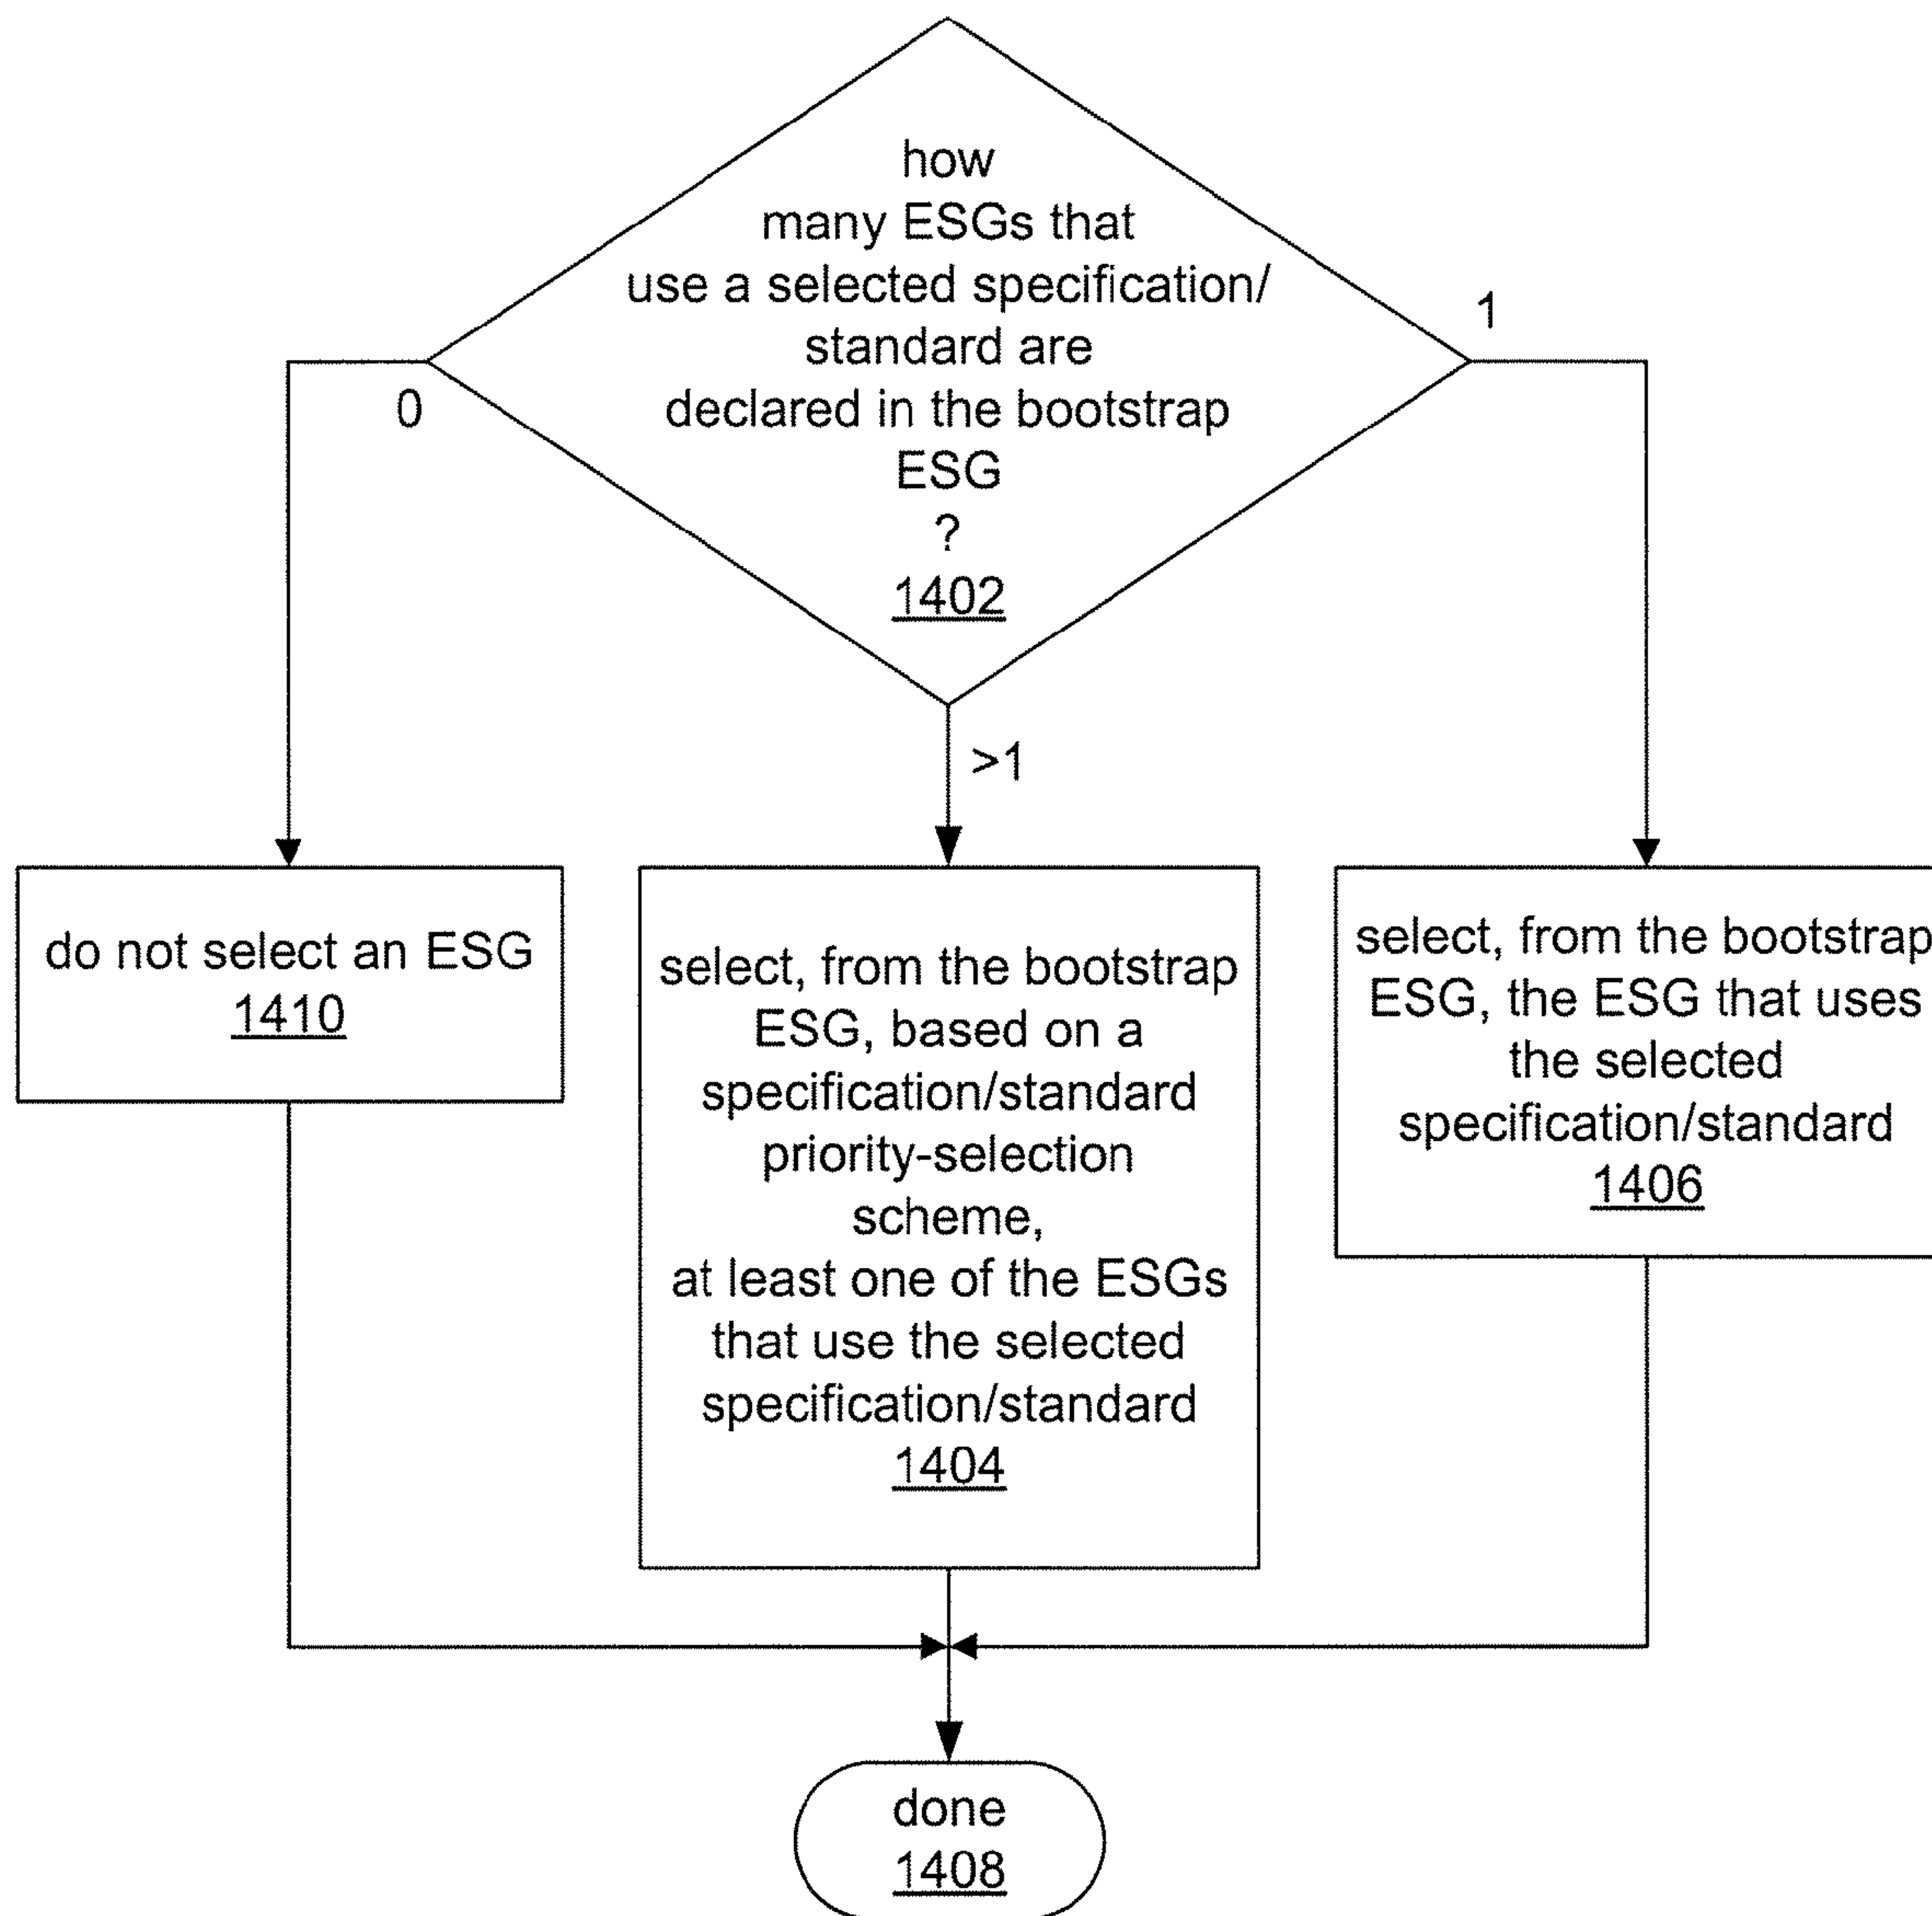 how
many ESGs that
use a selected specification/
standard are
declared in the bootstrap
ESG
?
1402
0
1
>1
do not select an ESG
1410
select, from the bootstrap
ESG, based on a
specification/standard
priority-selection
scheme,
at least one of the ESGs
that use the selected
specification/standard
1404
select, from the bootstrap
ESG, the ESG that uses
the selected
specification/standard
1406
done
1408